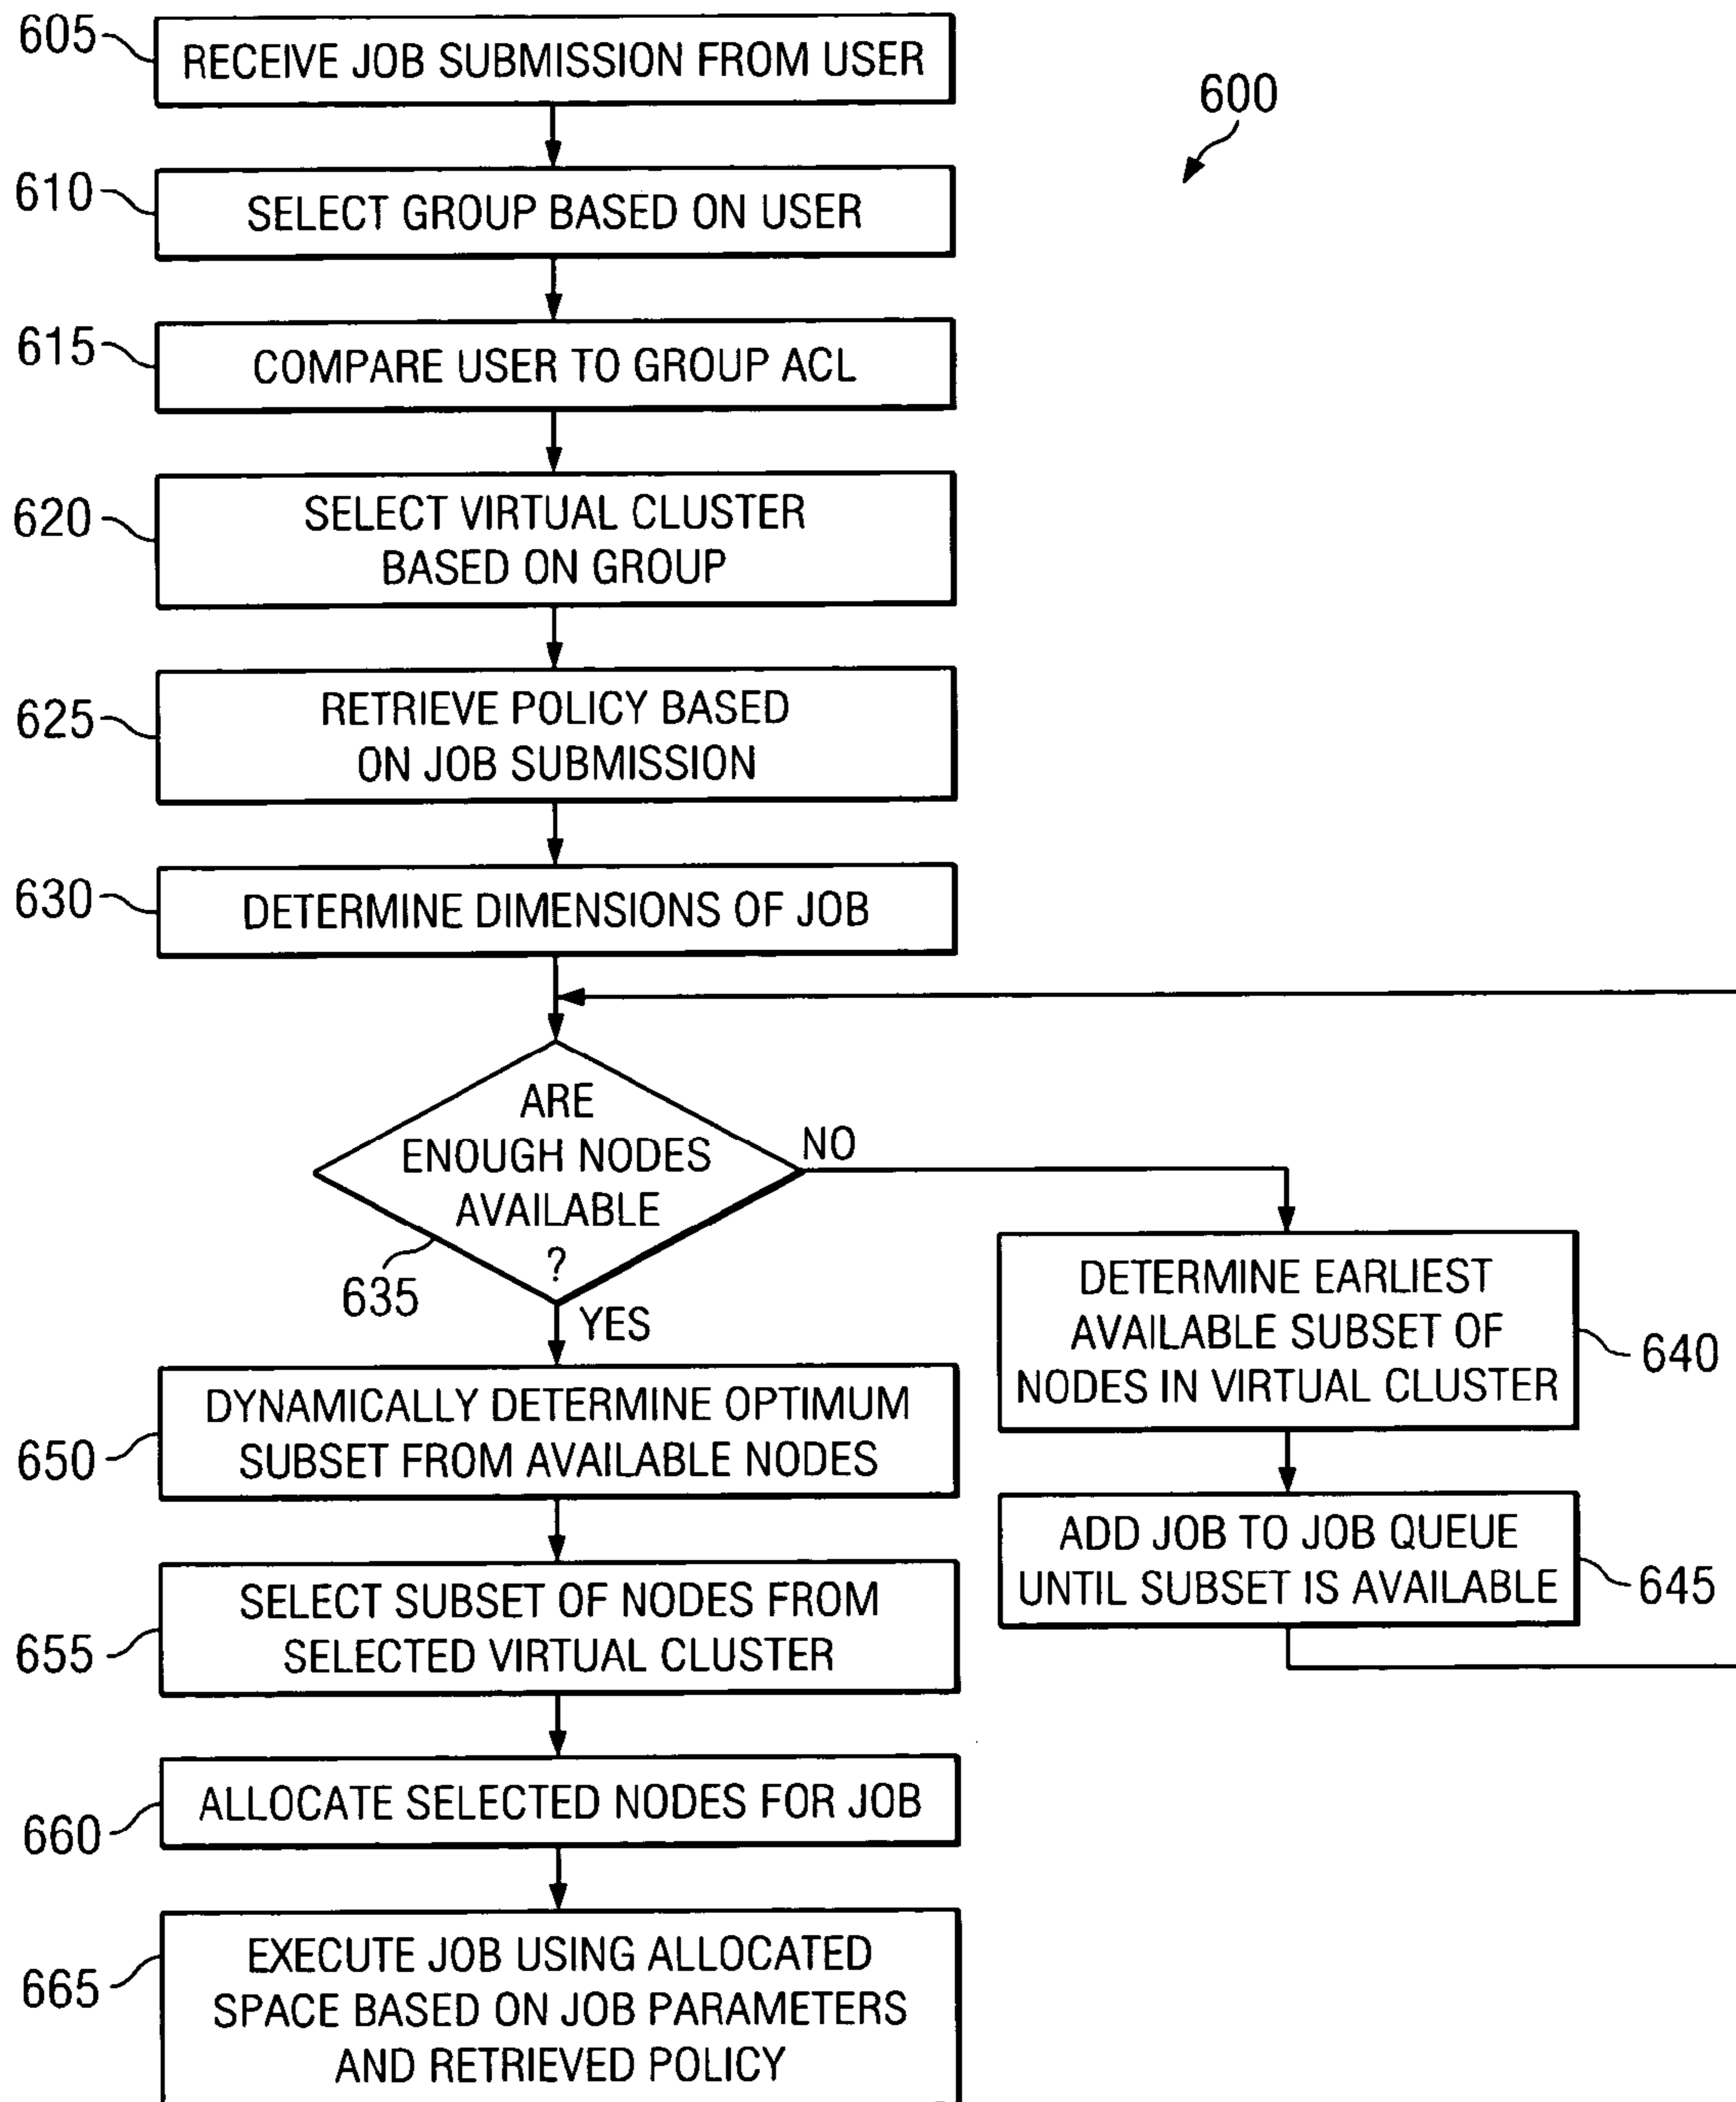 605
RECEIVE JOB SUBMISSION FROM USER
600
610
SELECT GROUP BASED ON USER
615
COMPARE USER TO GROUP ACL
620
SELECT VIRTUAL CLUSTER
BASED ON GROUP
625
RETRIEVE POLICY BASED
ON JOB SUBMISSION
630
DETERMINE DIMENSIONS OF JOB
ARE
ENOUGH NODES
AVAILABLE
?
635
NO
YES
DETERMINE EARLIEST
AVAILABLE SUBSET OF
NODES IN VIRTUAL CLUSTER
640
ADD JOB TO JOB QUEUE
UNTIL SUBSET IS AVAILABLE
645
DYNAMICALLY DETERMINE OPTIMUM
SUBSET FROM AVAILABLE NODES
650
SELECT SUBSET OF NODES FROM
SELECTED VIRTUAL CLUSTER
655
ALLOCATE SELECTED NODES FOR JOB
660
EXECUTE JOB USING ALLOCATED
SPACE BASED ON JOB PARAMETERS
AND RETRIEVED POLICY
665